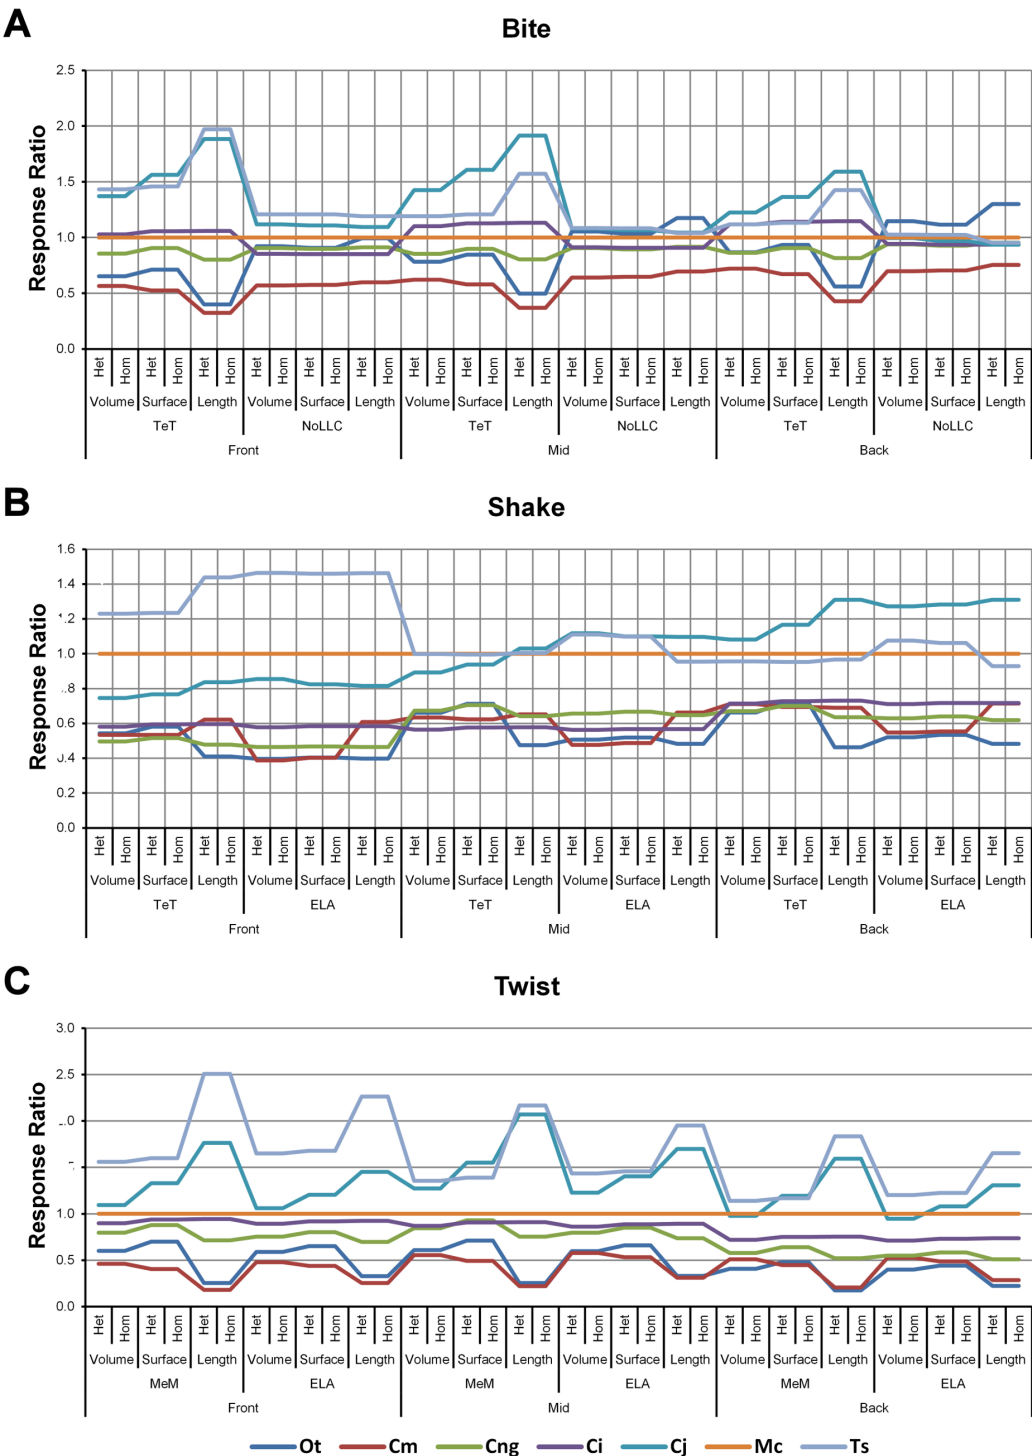 A
Bite
Response Ratio
2.5
2.0
1.5
1.0
0.5
0.0
Het Hom Het Hom Het Hom Het Hom Het Hom Het Hom Het Hom Het Hom Het Hom Het Hom Het Hom Het Hom Het Hom Het Hom Het Hom Het Hom Het Hom Het Hom
Volume Surface Length Volume Surface Length Volume Surface Length Volume Surface Length Volume Surface Length Volume Surface Length
TeT NoLLC TeT NoLLC TeT NoLLC
Front Mid Back
B
Shake
Response Ratio
1.6
1.4
.2
1.0
.8
0.6
0.4
0.2
0.0
Het Hom Het Hom Het Hom Het Hom Het Hom Het Hom Het Hom Het Hom Het Hom Het Hom Het Hom Het Hom Het Hom Het Hom Het Hom Het Hom Het Hom Het Hom
Volume Surface Length Volume Surface Length Volume Surface Length Volume Surface Length Volume Surface Length Volume Surface Length
TeT ELA TeT ELA TeT ELA
Front Mid Back
C
Twist
Response Ratio
3.0
2.5
.0
1.0
0.5
0.0
Het Hom Het Hom Het Hom Het Hom Het Hom Het Hom Het Hom Het Hom Het Hom Het Hom Het Hom Het Hom Het Hom Het Hom Het Hom Het Hom Het Hom Het Hom
Volume Surface Length Volume Surface Length Volume Surface Length Volume Surface Length Volume Surface Length Volume Surface Length
MeM ELA MeM ELA MeM ELA
Front Mid Back
Ot Cm Cng Ci Cj Mc Ts